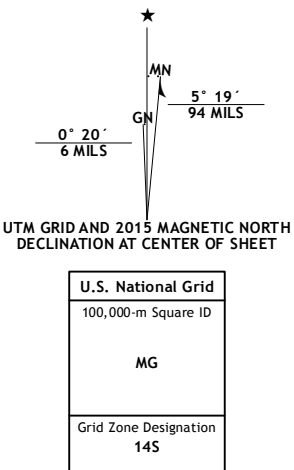 MN
5° 19´
94 MILS
GN
0° 20´
6 MILS
UTM GRID AND 2015 MAGNETIC NORTH
DECLINATION AT CENTER OF SHEET
U.S. National Grid
100,000-m Square ID
MG
Grid Zone Designation
14S